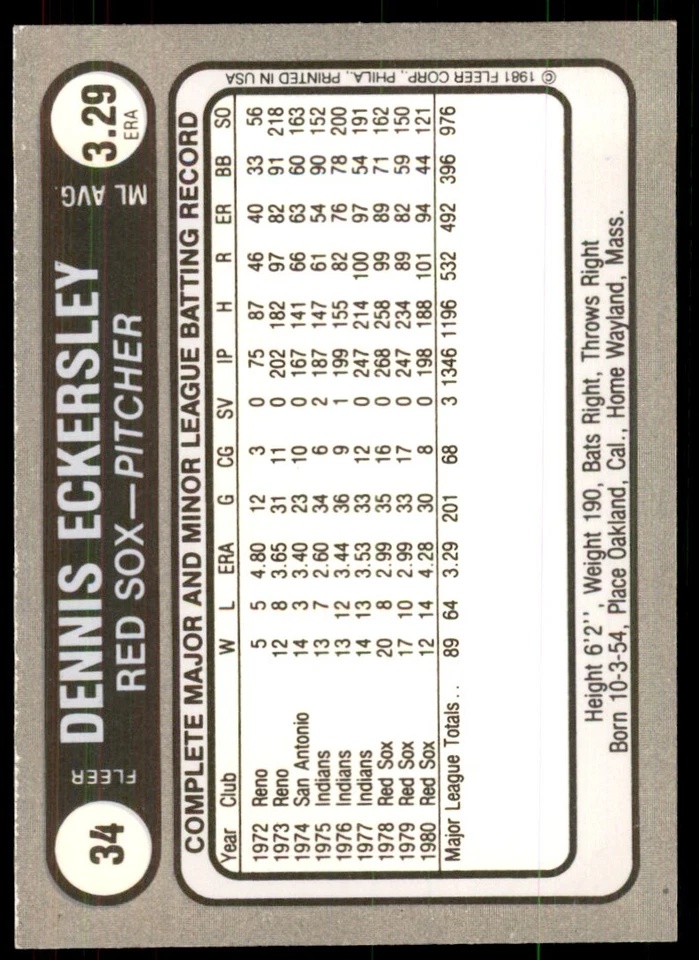 34
FLEER
DENNIS ECKERSLEY
RED SOX—PITCHER
ML AVG.
3.29
ERA
COMPLETE MAJOR AND MINOR LEAGUE BATTING RECORD
Year Club W L ERA G CG SV IP H R ER BB SO
1972 Reno 5 5 4.80 12 3 0 75 87 46 40 33 56
1973 Reno 12 8 3.65 31 11 0 202 182 97 82 91 218
1974 San Antonio 14 3 3.40 23 10 0 167 141 66 63 60 163
1975 Indians 13 7 2.60 34 6 2 187 147 61 54 90 152
1976 Indians 13 12 3.44 36 9 1 199 155 82 76 78 200
1977 Indians 14 13 3.53 33 12 0 247 214 100 97 54 191
1978 Red Sox 20 8 2.99 35 16 0 268 258 99 89 71 162
1979 Red Sox 17 10 2.99 33 17 0 247 234 89 82 59 150
1980 Red Sox 12 14 4.28 30 8 0 198 188 101 94 44 121
Major League Totals . . 89 64 3.29 201 68 3 1346 1196 532 492 396 976
© 1981 FLEER CORP., PHILA., PRINTED IN USA
Height 6'2'', Weight 190, Bats Right, Throws Right
Born 10-3-54, Place Oakland, Cal., Home Wayland, Mass.